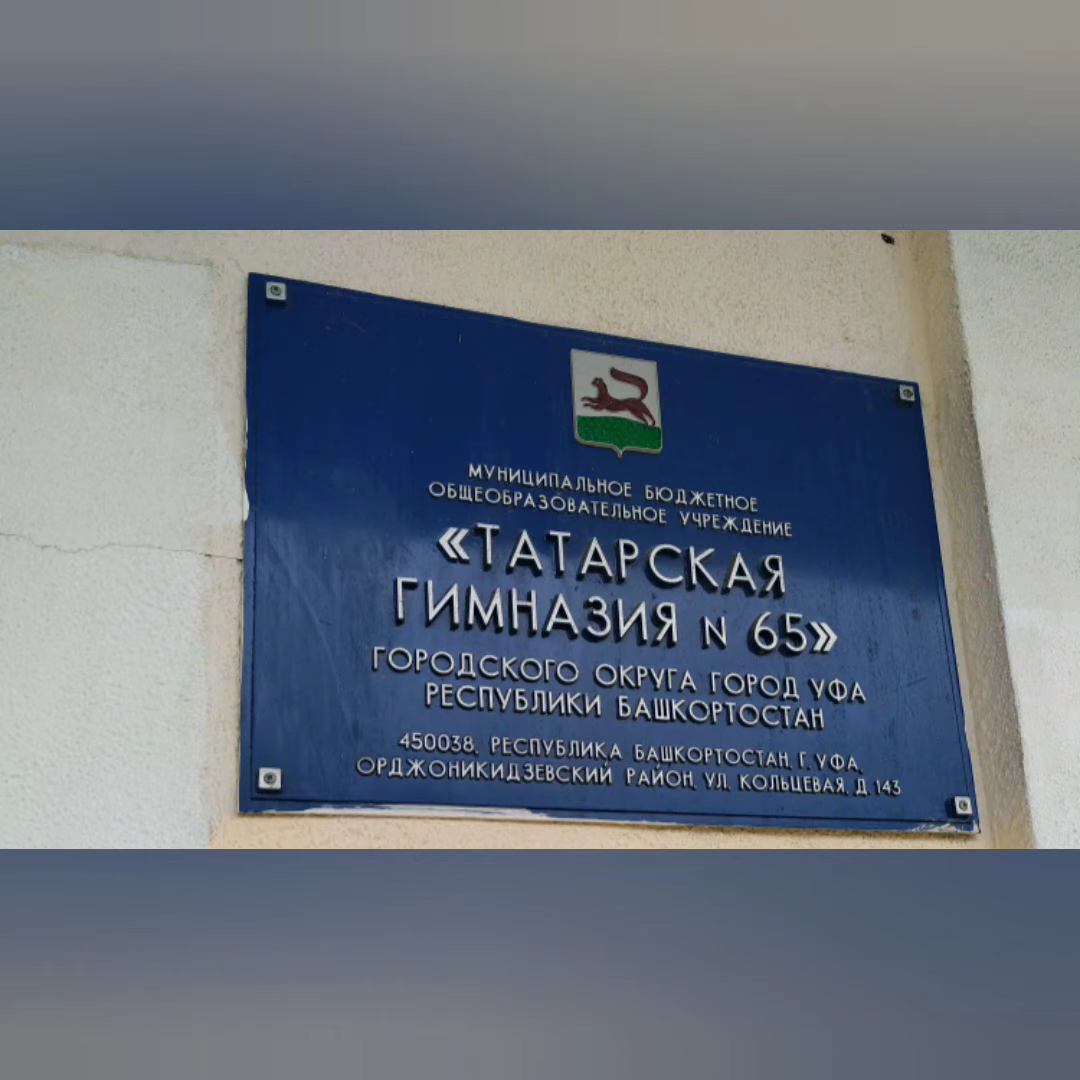 МУНИЦИПАЛЬНОЕ БЮДЖЕТНОЕ
ОБЩЕОБРАЗОВАТЕЛЬНОЕ УЧРЕЖДЕНИЕ
«ТАТАРСКАЯ
ГИМНАЗИЯ N 65»
ГОРОДСКОГО ОКРУГА ГОРОД УФА
РЕСПУБЛИКИ БАШКОРТОСТАН
450038, РЕСПУБЛИКА БАШКОРТОСТАН, Г. УФА,
ОРДЖОНИКИДЗЕВСКИЙ РАЙОН, УЛ. КОЛЬЦЕВАЯ, Д. 143